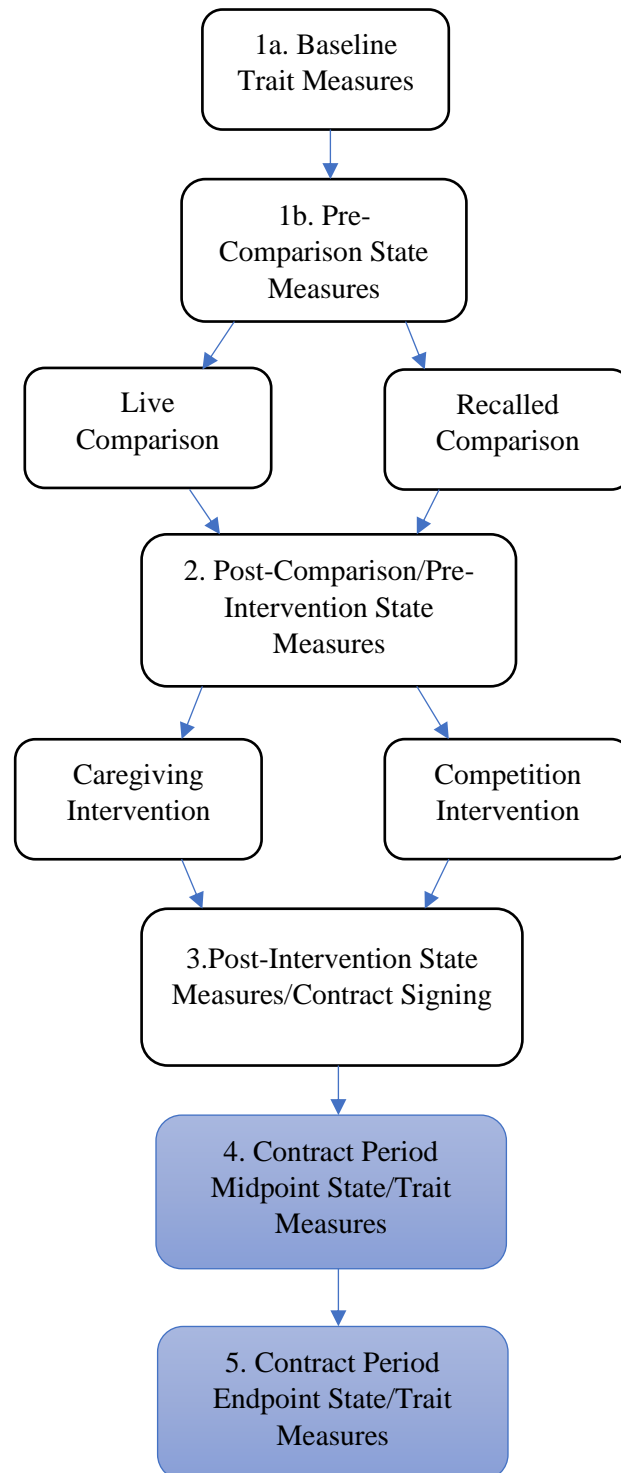 1a. Baseline
Trait Measures
1b. Pre-
Comparison State
Measures
Live
Comparison
Recalled
Comparison
2. Post-Comparison/Pre-
Intervention State
Measures
Caregiving
Intervention
Competition
Intervention
3.Post-Intervention State
Measures/Contract Signing
4. Contract Period
Midpoint State/Trait
Measures
5. Contract Period
Endpoint State/Trait
Measures